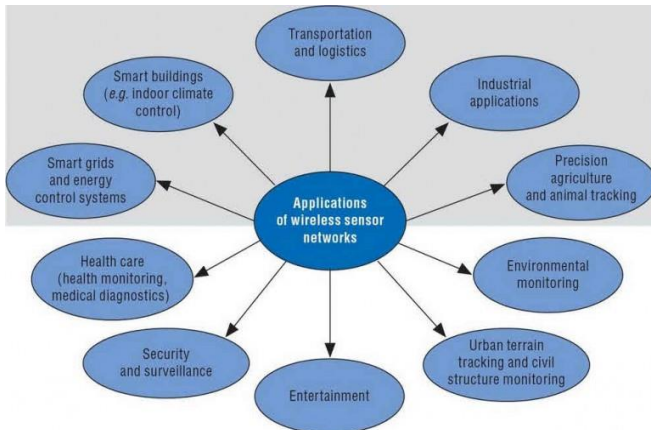 Transportation
and logistics
Smart buildings
(e.g. indoor climate
control)
Industrial
applications
Smart grids
and energy
control systems
Precision
agriculture
and animal tracking
Applications
of wireless sensor
networks
Health care
(health monitoring,
medical diagnostics)
Environmental
monitoring
Security
and surveillance
Urban terrain
tracking and civil
structure monitoring
Entertainment